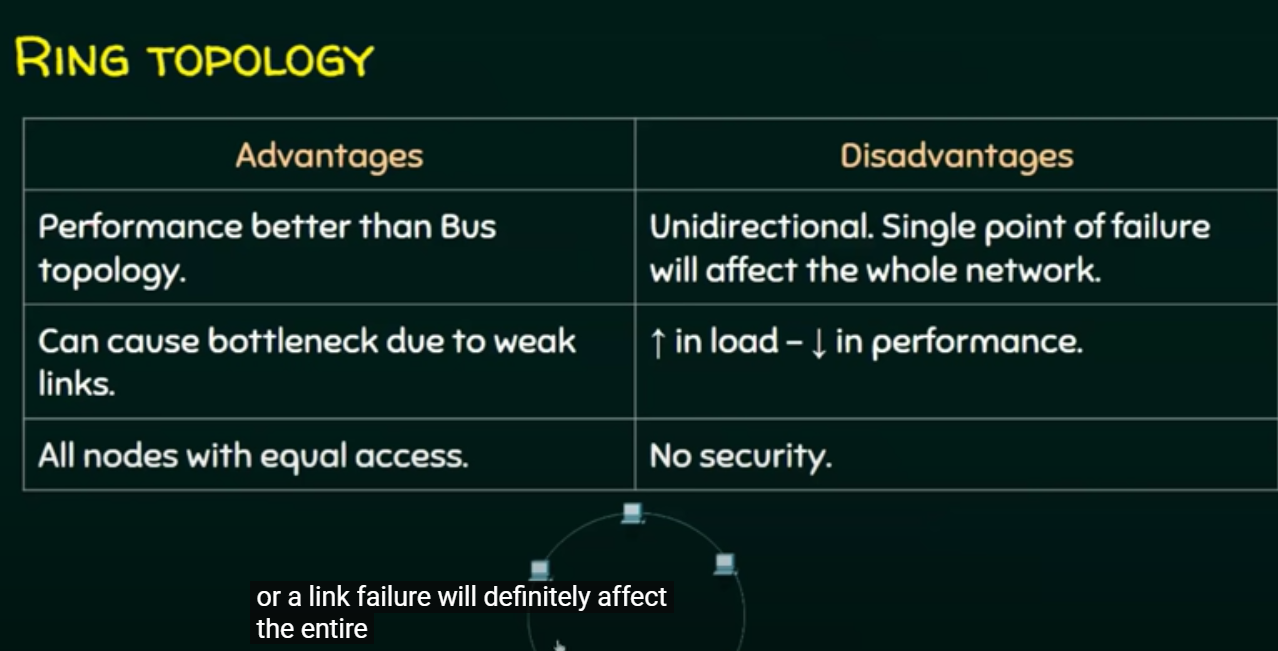 RING TOPOLOGY
Advantages
Disadvantages
Performance better than Bus
topology.
Unidirectional. Single point of failure
will affect the whole network.
Can cause bottleneck due to weak
links.
↑ in load – ↓ in performance.
All nodes with equal access.
No security.
or a link failure will definitely affect
the entire